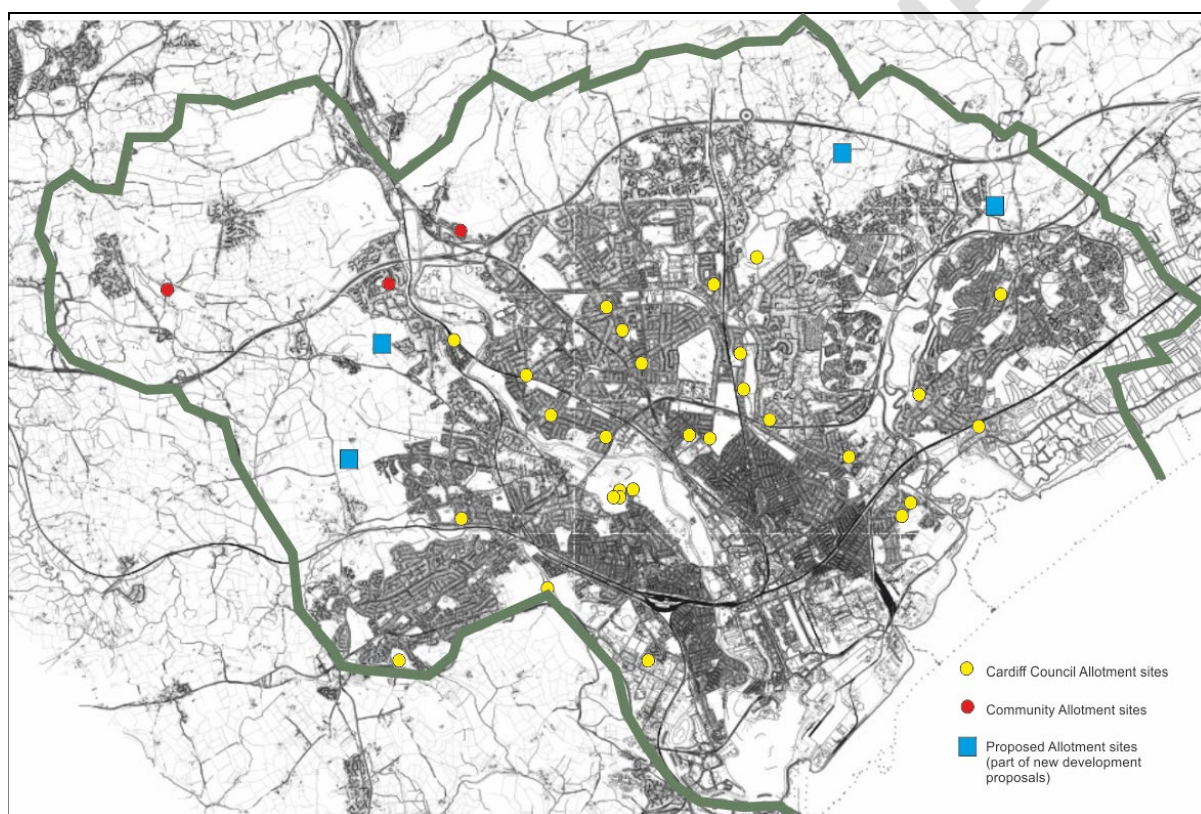 Cardiff Council Allotment sites
Community Allotment sites
Proposed Allotment sites
(part of new development
proposals)